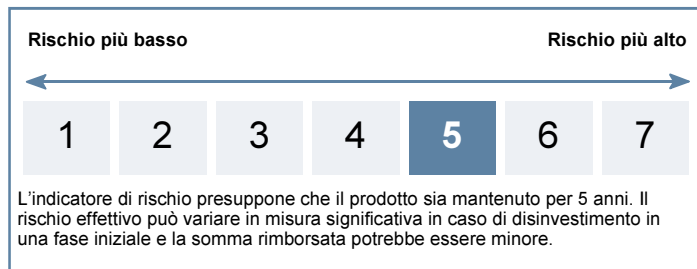 Rischio più basso Rischio più alto
1 2 3 4 5 6 7
L'indicatore di rischio presuppone che il prodotto sia mantenuto per 5 anni. Il
rischio effettivo può variare in misura significativa in caso di disinvestimento in
una fase iniziale e la somma rimborsata potrebbe essere minore.